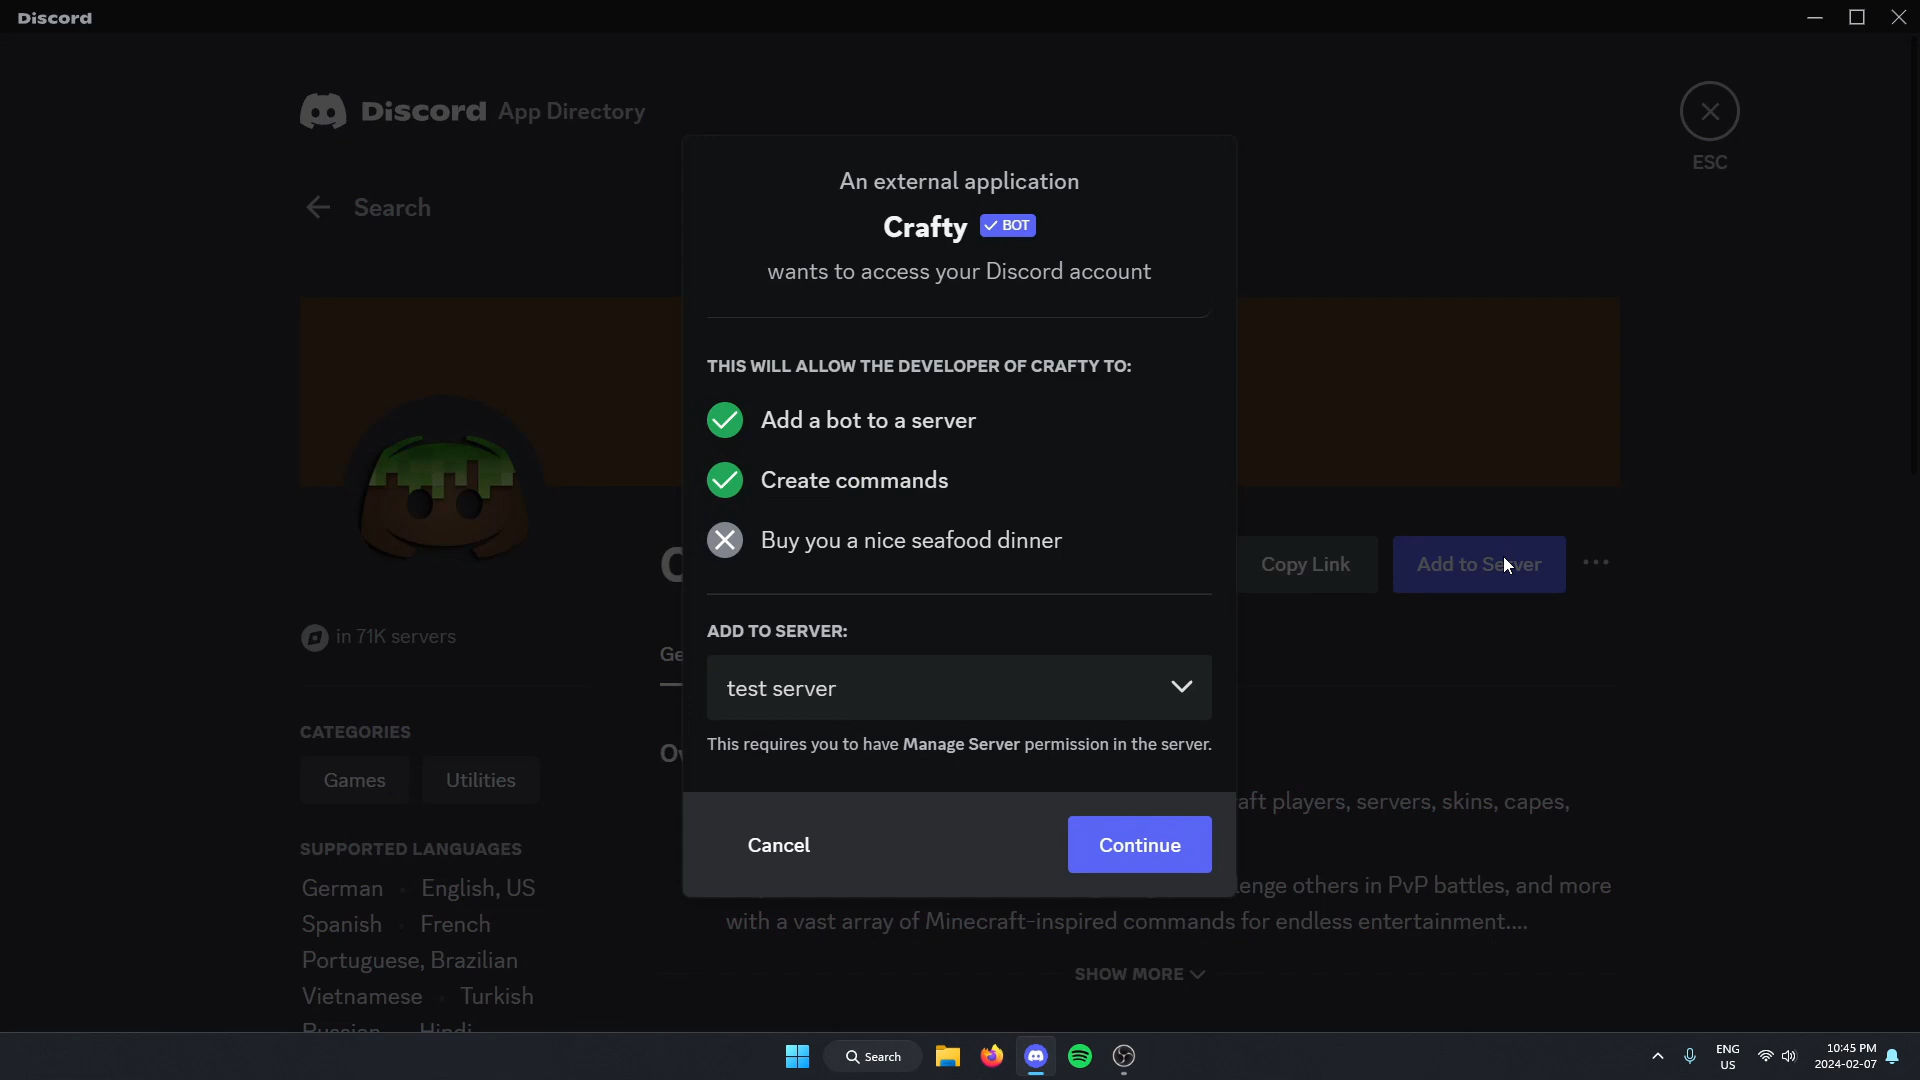 Discord
Discord App Directory
ESC
Search
An external application
Crafty BOT
wants to access your Discord account
THIS WILL ALLOW THE DEVELOPER OF CRAFTY TO:
Add a bot to a server
Create commands
Buy you a nice seafood dinner
Copy Link
Add to Server
in 71K servers
ADD TO SERVER:
test server
This requires you to have Manage Server permission in the server.
Cancel
Continue
CATEGORIES
Games
Utilities
SUPPORTED LANGUAGES
German · English, US
Spanish · French
Portuguese, Brazilian
Vietnamese · Turkish
Russian · Hindi
aft players, servers, skins, capes,
enge others in PvP battles, and more
with a vast array of Minecraft-inspired commands for endless entertainment....
SHOW MORE
Search
ENG
US
10:45 PM
2024-02-07